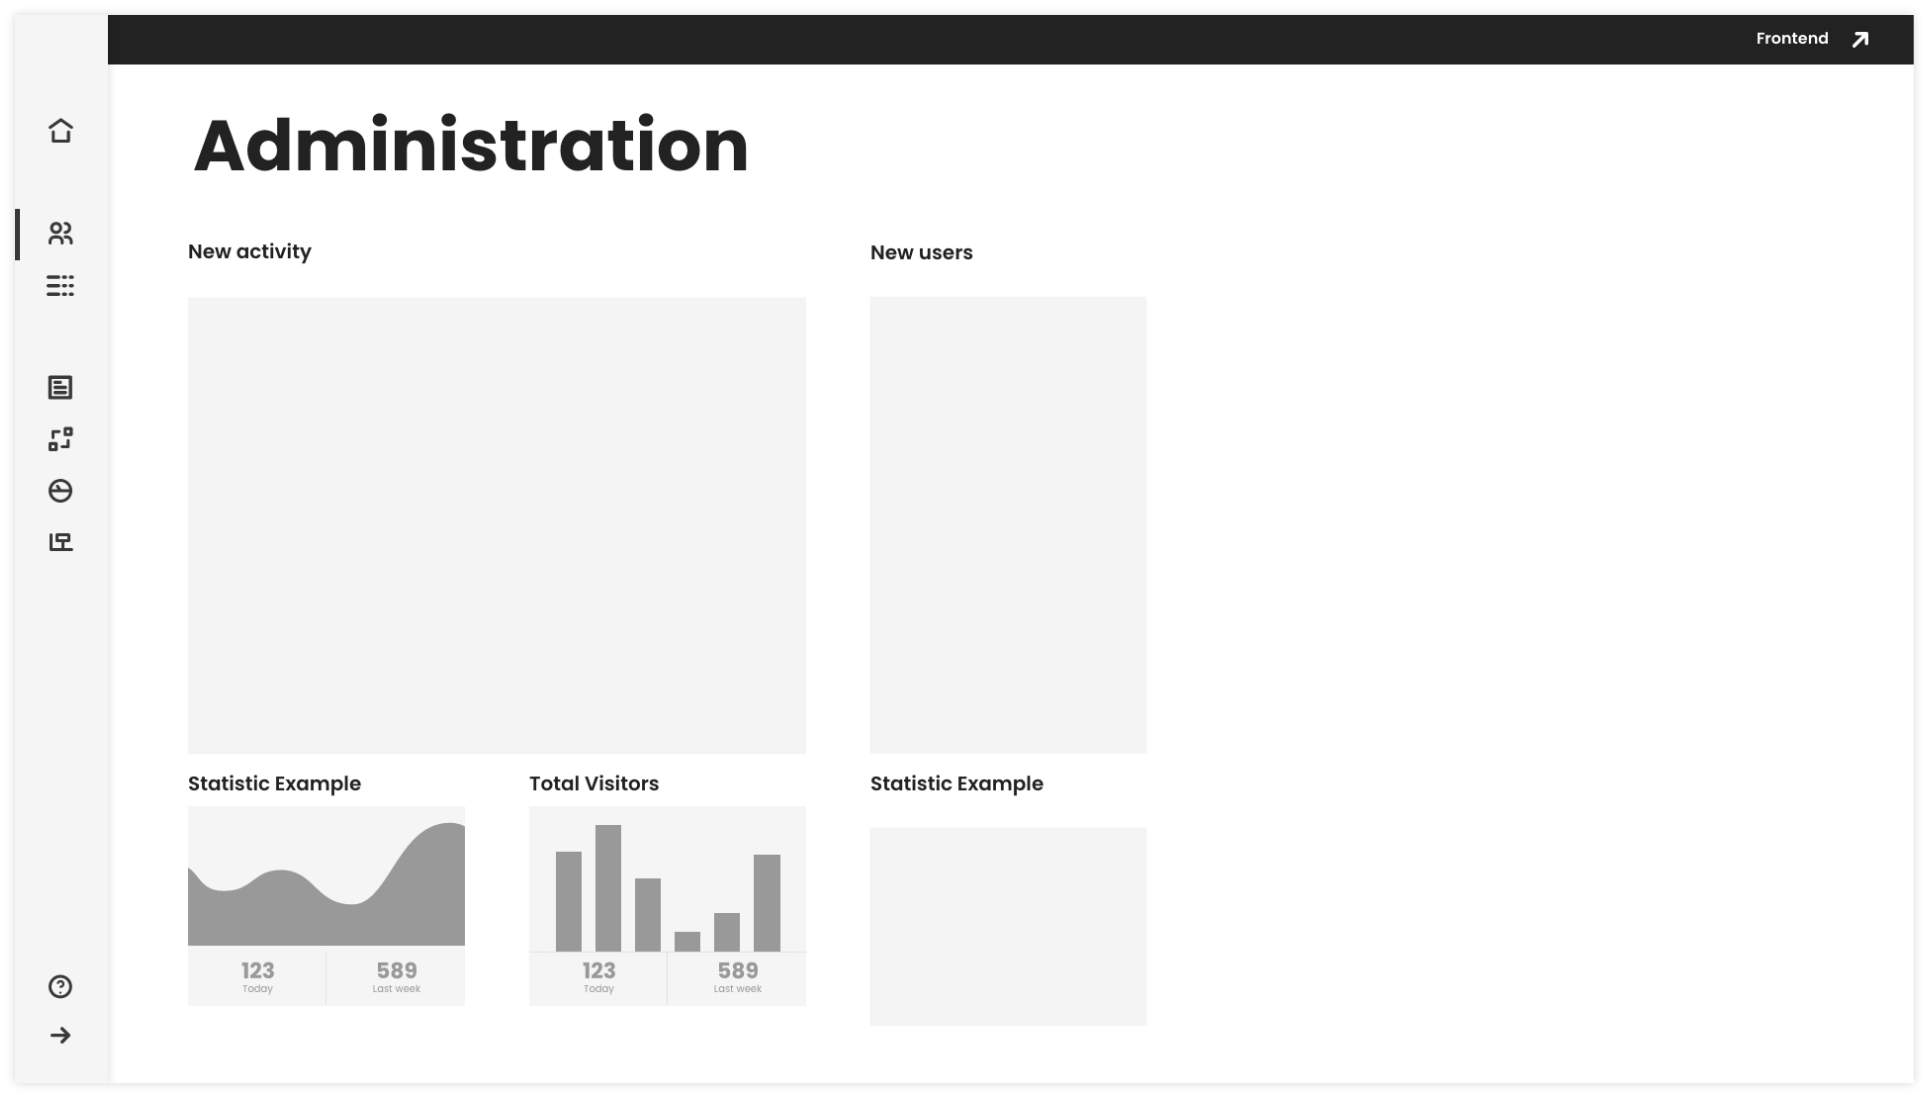 Frontend
Administration
New activity
New users
Statistic Example
Total Visitors
Statistic Example
123
Today
589
Last week
123
Today
589
Last week